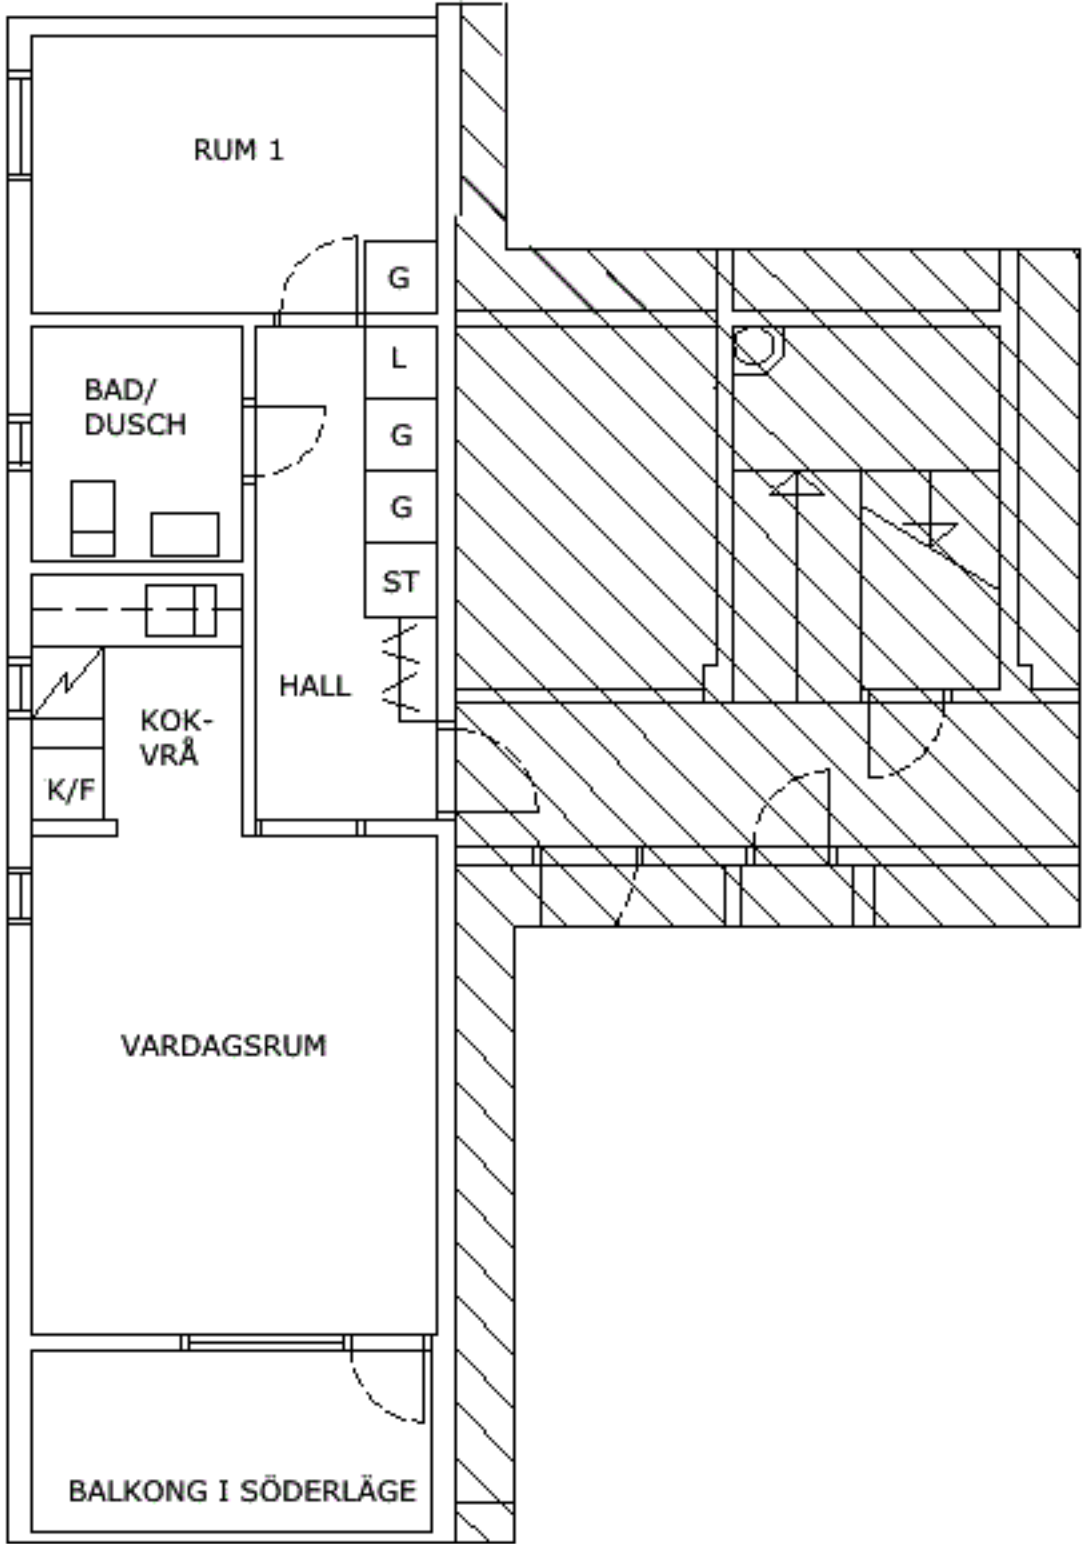 RUM 1
G
L
BAD/
DUSCH
G
G
ST
HALL
KOK-
VRÅ
K/F
VARDAGSRUM
BALKONG I SÖDERLÄGE